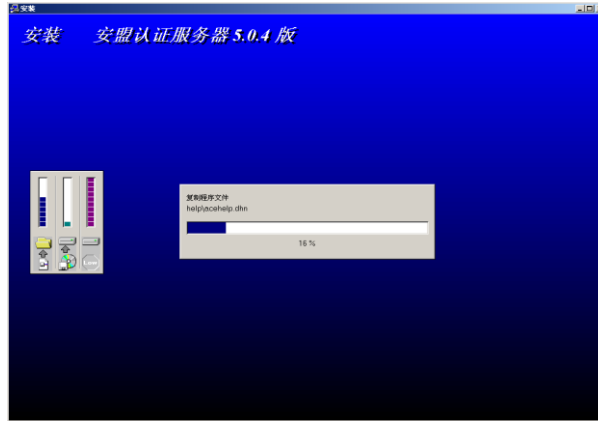 安装
安装 安盟认证服务器 5.0.4 版
复制程序文件
help\acehelp.dhn
16 %